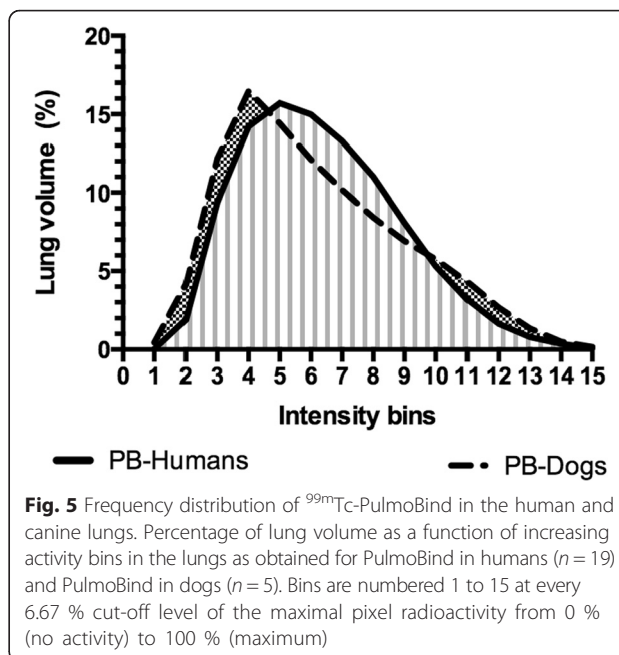 20
15
10
5
0
Lung volume (%)
0 1 2 3 4 5 6 7 8 9 10 11 12 13 14 15
Intensity bins
PB-Humans
PB-Dogs
Fig. 5 Frequency distribution of ⁹⁹ᵐTc-PulmoBind in the human and
canine lungs. Percentage of lung volume as a function of increasing
activity bins in the lungs as obtained for PulmoBind in humans (n = 19)
and PulmoBind in dogs (n = 5). Bins are numbered 1 to 15 at every
6.67 % cut-off level of the maximal pixel radioactivity from 0 %
(no activity) to 100 % (maximum)